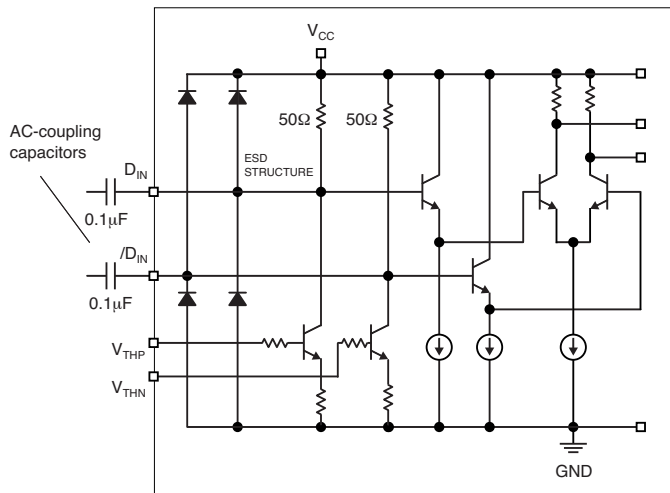 V_CC
AC-coupling
capacitors
50Ω
50Ω
D_IN
ESD
STRUCTURE
0.1μF
/D_IN
0.1μF
V_THP
V_THN
GND